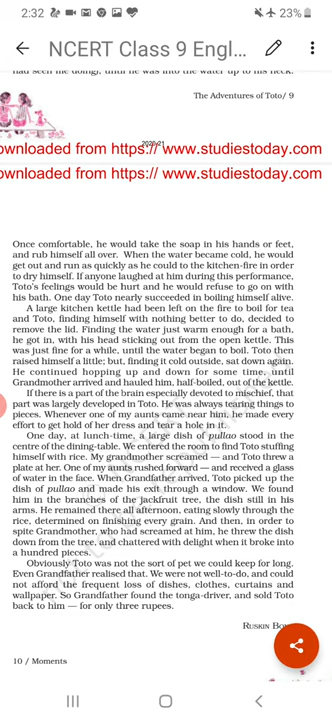 2:32
23%
NCERT Class 9 Engl...
had seen me doing, until he was into the water up to his neck.
The Adventures of Toto/ 9
2020-21
ownloaded from https:// www.studiestoday.com
ownloaded from https:// www.studiestoday.com
Once comfortable, he would take the soap in his hands or feet,
and rub himself all over. When the water became cold, he would
get out and run as quickly as he could to the kitchen-fire in order
to dry himself. If anyone laughed at him during this performance,
Toto's feelings would be hurt and he would refuse to go on with
his bath. One day Toto nearly succeeded in boiling himself alive.
A large kitchen kettle had been left on the fire to boil for tea
and Toto, finding himself with nothing better to do, decided to
remove the lid. Finding the water just warm enough for a bath,
he got in, with his head sticking out from the open kettle. This
was just fine for a while, until the water began to boil. Toto then
raised himself a little; but, finding it cold outside, sat down again.
He continued hopping up and down for some time, until
Grandmother arrived and hauled him, half-boiled, out of the kettle.
If there is a part of the brain especially devoted to mischief, that
part was largely developed in Toto. He was always tearing things to
pieces. Whenever one of my aunts came near him, he made every
effort to get hold of her dress and tear a hole in it.
One day, at lunch-time, a large dish of pullao stood in the
centre of the dining-table. We entered the room to find Toto stuffing
himself with rice. My grandmother screamed — and Toto threw a
plate at her. One of my aunts rushed forward — and received a glass
of water in the face. When Grandfather arrived, Toto picked up the
dish of pullao and made his exit through a window. We found
him in the branches of the jackfruit tree, the dish still in his
arms. He remained there all afternoon, eating slowly through the
rice, determined on finishing every grain. And then, in order to
spite Grandmother, who had screamed at him, he threw the dish
down from the tree, and chattered with delight when it broke into
a hundred pieces.
Obviously Toto was not the sort of pet we could keep for long.
Even Grandfather realised that. We were not well-to-do, and could
not afford the frequent loss of dishes, clothes, curtains and
wallpaper. So Grandfather found the tonga-driver, and sold Toto
back to him — for only three rupees.
RUSKIN
10 / Moments